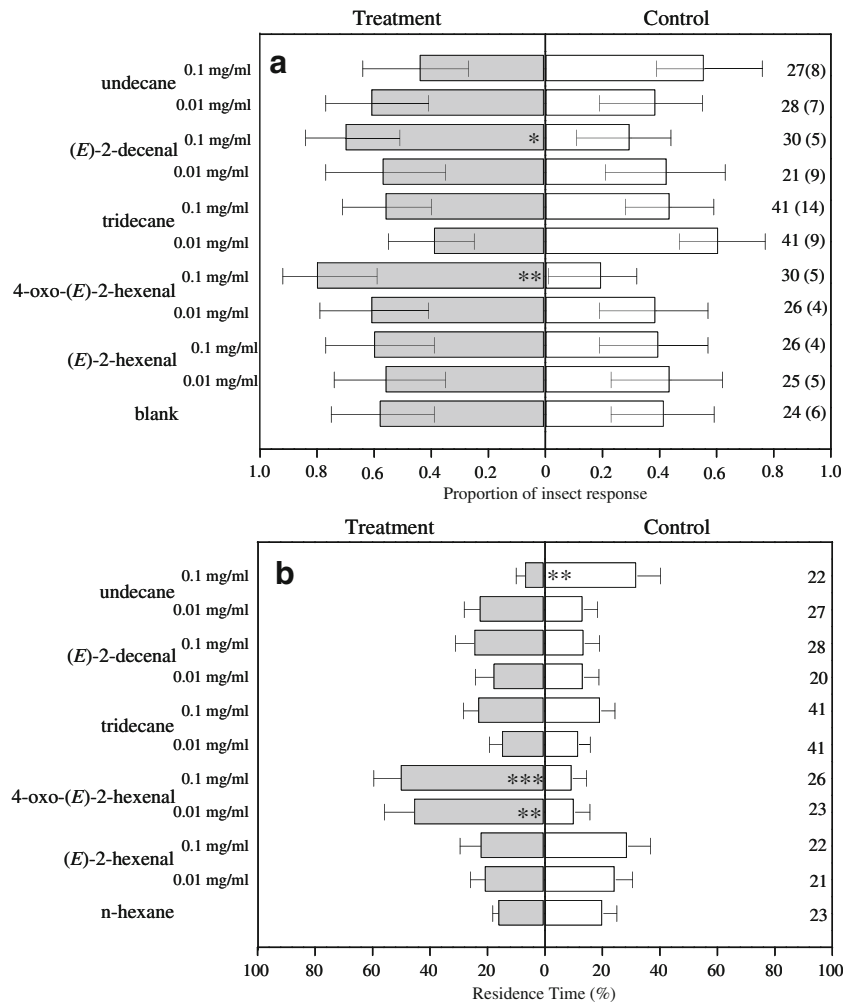 Treatment Control
a
undecane 0.1 mg/ml 27(8)
0.01 mg/ml 28 (7)
(E)-2-decenal 0.1 mg/ml * 30 (5)
0.01 mg/ml 21 (9)
tridecane 0.1 mg/ml 41 (14)
0.01 mg/ml 41 (9)
4-oxo-(E)-2-hexenal 0.1 mg/ml ** 30 (5)
0.01 mg/ml 26 (4)
(E)-2-hexenal 0.1 mg/ml 26 (4)
0.01 mg/ml 25 (5)
blank 24 (6)
1.0 0.8 0.6 0.4 0.2 0 0.2 0.4 0.6 0.8 1.0
Proportion of insect response
Treatment Control
b
undecane 0.1 mg/ml ** 22
0.01 mg/ml 27
(E)-2-decenal 0.1 mg/ml 28
0.01 mg/ml 20
tridecane 0.1 mg/ml 41
0.01 mg/ml 41
4-oxo-(E)-2-hexenal 0.1 mg/ml *** 26
0.01 mg/ml ** 23
(E)-2-hexenal 0.1 mg/ml 22
0.01 mg/ml 21
n-hexane 23
100 80 60 40 20 0 20 40 60 80 100
Residence Time (%)